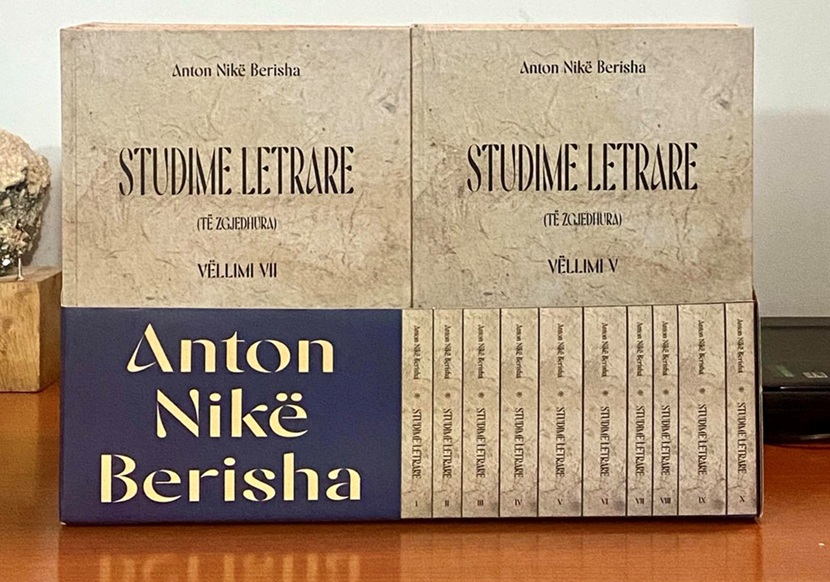 Anton Nikë Berisha
STUDIME LETRARE
(TË ZGJEDHURA)
VËLLIMI VII
Anton Nikë Berisha
STUDIME LETRARE
(TË ZGJEDHURA)
VËLLIMI V
Anton
Nikë
Berisha
Anton Nikë Berisha * STUDIME LETRARE I
Anton Nikë Berisha * STUDIME LETRARE II
Anton Nikë Berisha * STUDIME LETRARE III
Anton Nikë Berisha * STUDIME LETRARE IV
Anton Nikë Berisha * STUDIME LETRARE V
Anton Nikë Berisha * STUDIME LETRARE VI
Anton Nikë Berisha * STUDIME LETRARE VII
Anton Nikë Berisha * STUDIME LETRARE VIII
Anton Nikë Berisha * STUDIME LETRARE IX
Anton Nikë Berisha * STUDIME LETRARE X